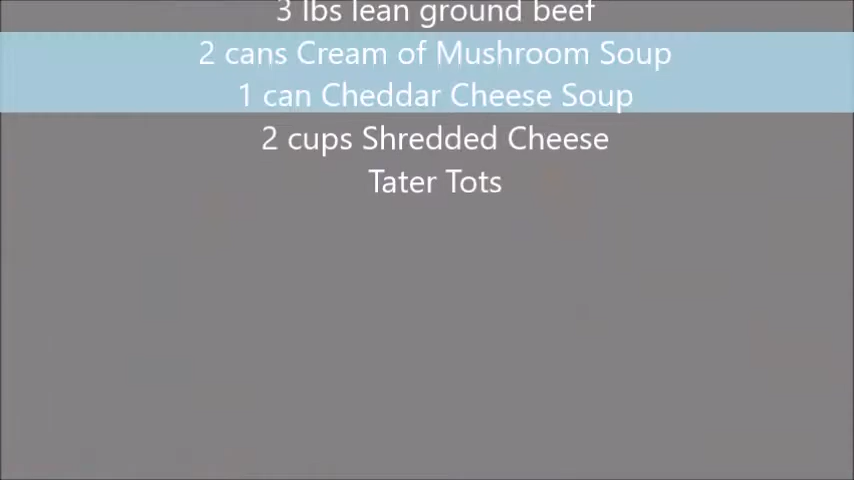 3 lbs lean ground beef
2 cans Cream of Mushroom Soup
1 can Cheddar Cheese Soup
2 cups Shredded Cheese
Tater Tots